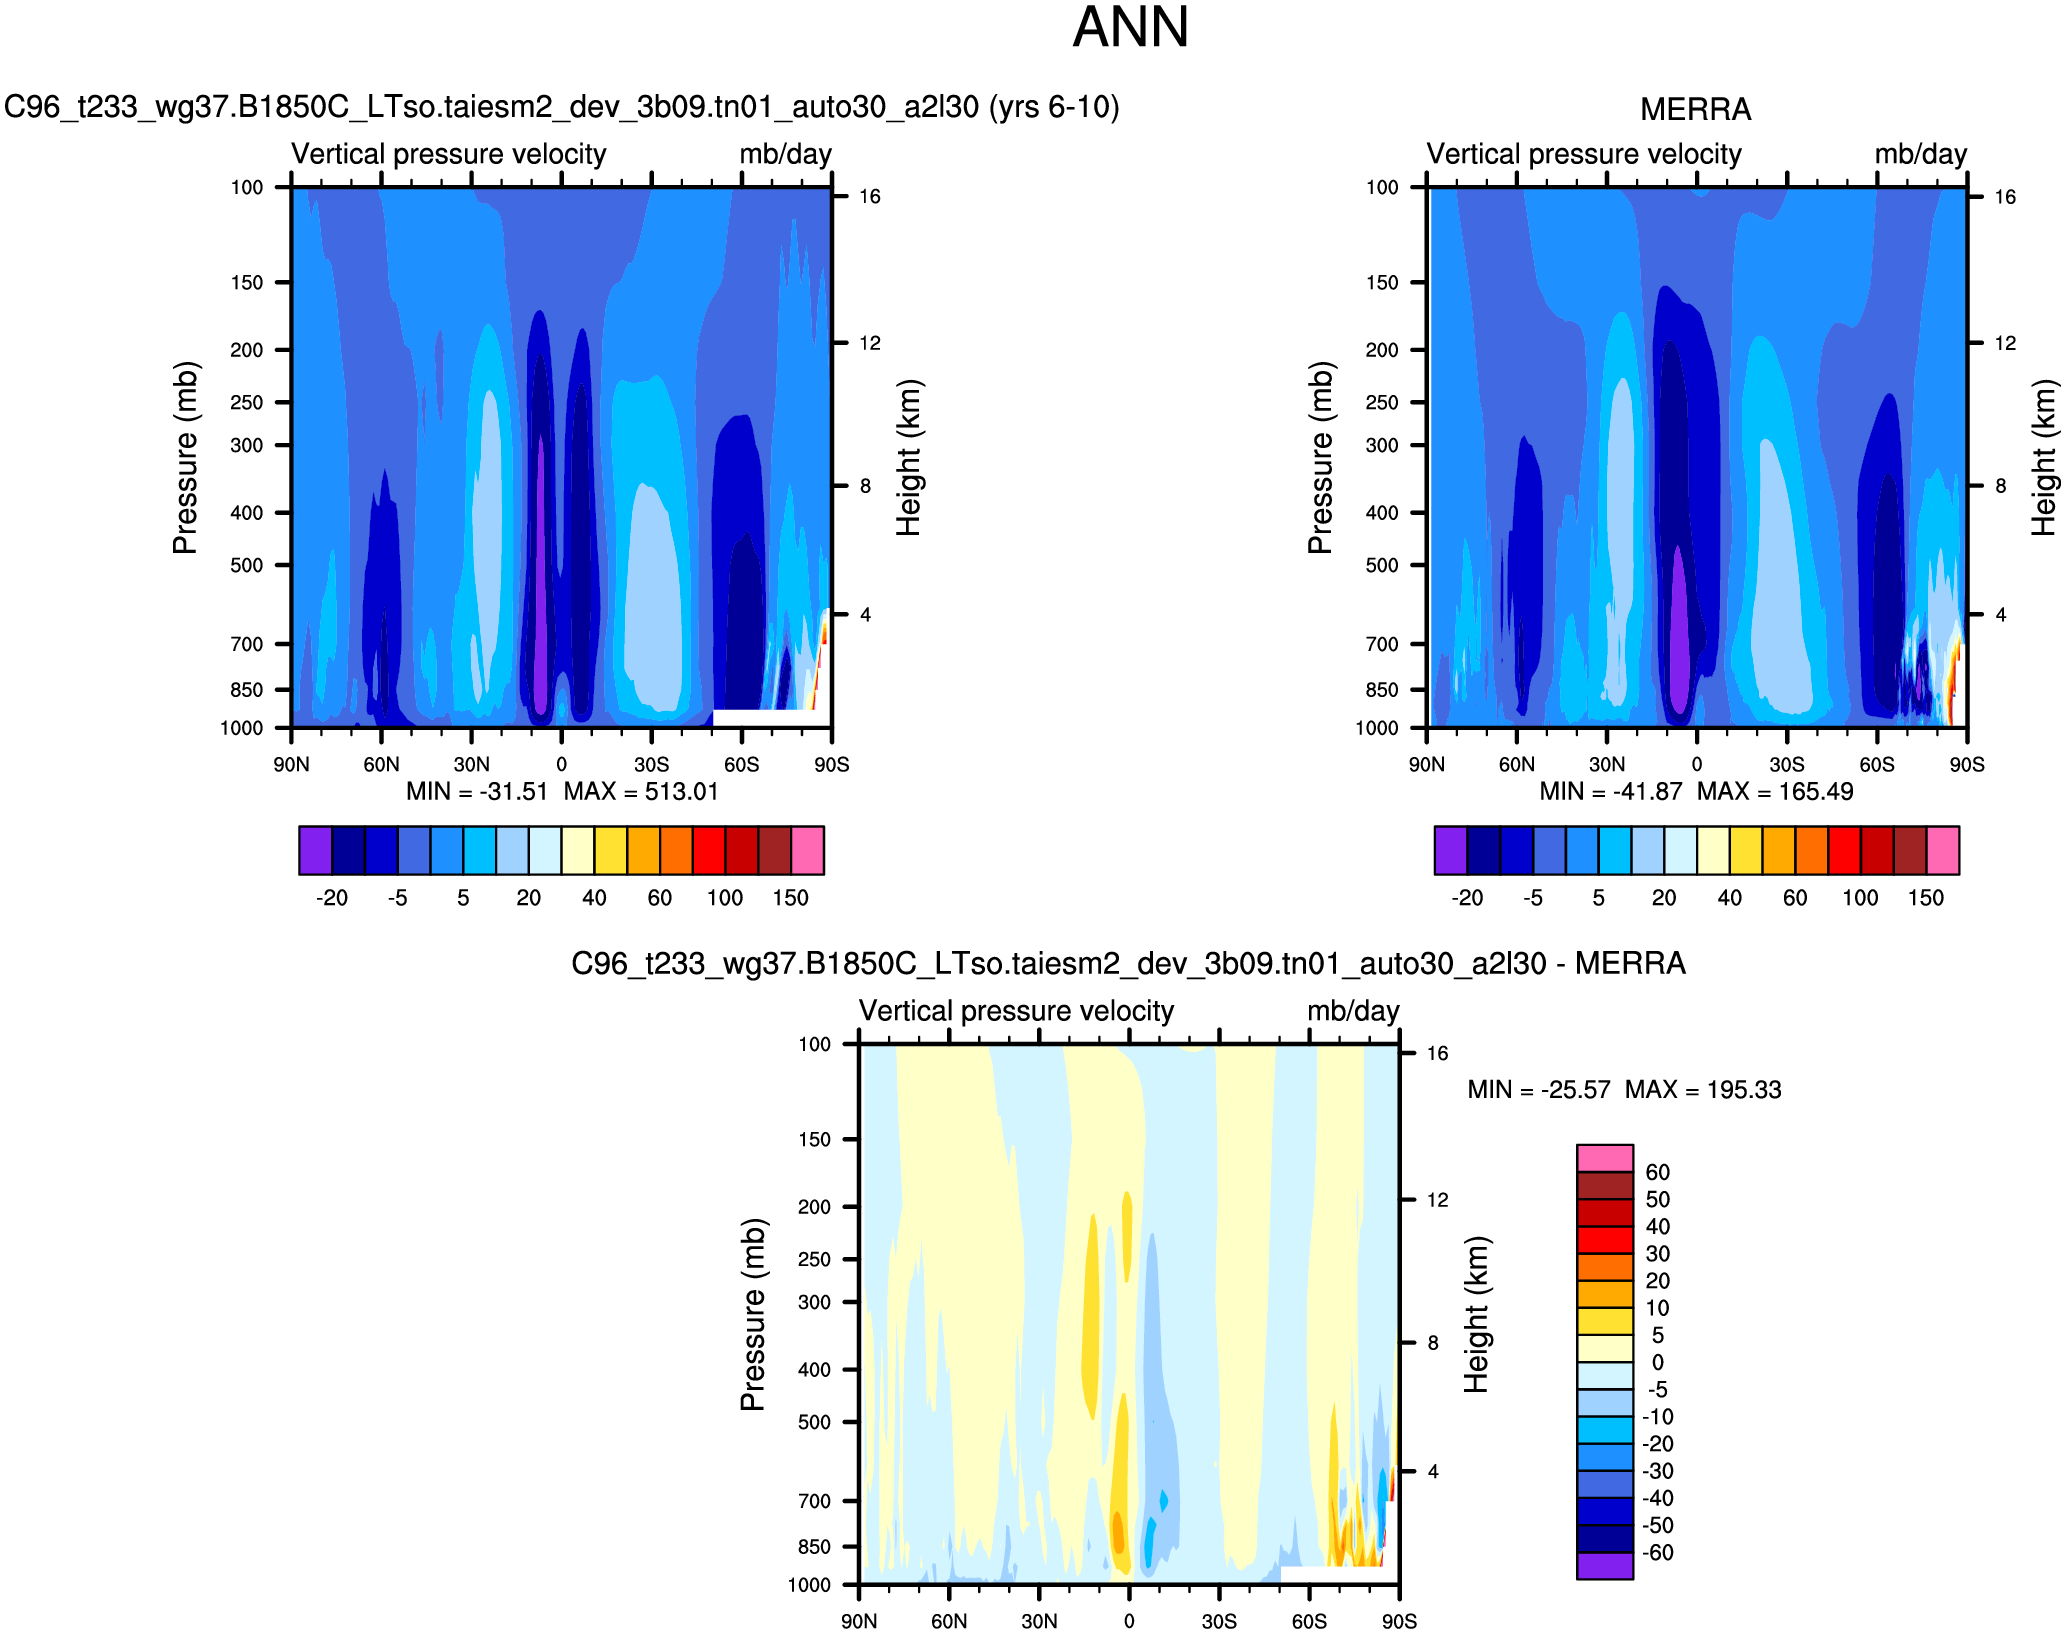 ANN
C96_t233_wg37.B1850C_LTso.taiesm2_dev_3b09.tn01_auto30_a2l30 (yrs 6-10)
Vertical pressure velocity mb/day
Pressure (mb)
100
150
200
250
300
400
500
700
850
1000
16
12
8
4
Height (km)
90N 60N 30N 0 30S 60S 90S
MIN = -31.51 MAX = 513.01
-20 -5 5 20 40 60 100 150
MERRA
Vertical pressure velocity mb/day
Pressure (mb)
100
150
200
250
300
400
500
700
850
1000
16
12
8
4
Height (km)
90N 60N 30N 0 30S 60S 90S
MIN = -41.87 MAX = 165.49
-20 -5 5 20 40 60 100 150
C96_t233_wg37.B1850C_LTso.taiesm2_dev_3b09.tn01_auto30_a2l30 - MERRA
Vertical pressure velocity mb/day
Pressure (mb)
100
150
200
250
300
400
500
700
850
1000
16
12
8
4
Height (km)
90N 60N 30N 0 30S 60S 90S
MIN = -25.57 MAX = 195.33
60
50
40
30
20
10
5
0
-5
-10
-20
-30
-40
-50
-60